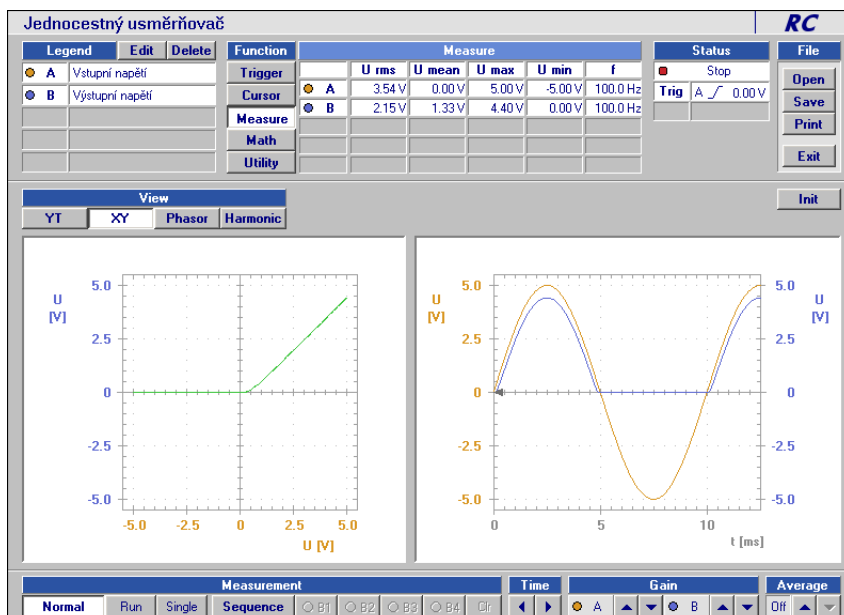 Jednocestný usměrňovač RC
Legend Edit Delete Function Measure Status File
A Vstupní napětí
B Výstupní napětí
Trigger
Cursor
Measure
Math
Utility
U rms U mean U max U min f
A 3.54 V 0.00 V 5.00 V -5.00 V 100.0 Hz
B 2.15 V 1.33 V 4.40 V 0.00 V 100.0 Hz
Stop
Trig A 0.00 V
Open
Save
Print
Exit
Init
View
YT XY Phasor Harmonic
U
[V]
5.0
2.5
0
-2.5
-5.0
-5.0 -2.5 0 2.5 5.0
U [V]
U
[V]
5.0
2.5
0
-2.5
-5.0
0 5 10
t [ms]
5.0
2.5
0
-2.5
-5.0
U
[V]
Measurement Time Gain Average
Normal Run Single Sequence B1 B2 B3 B4 Clr A B Off